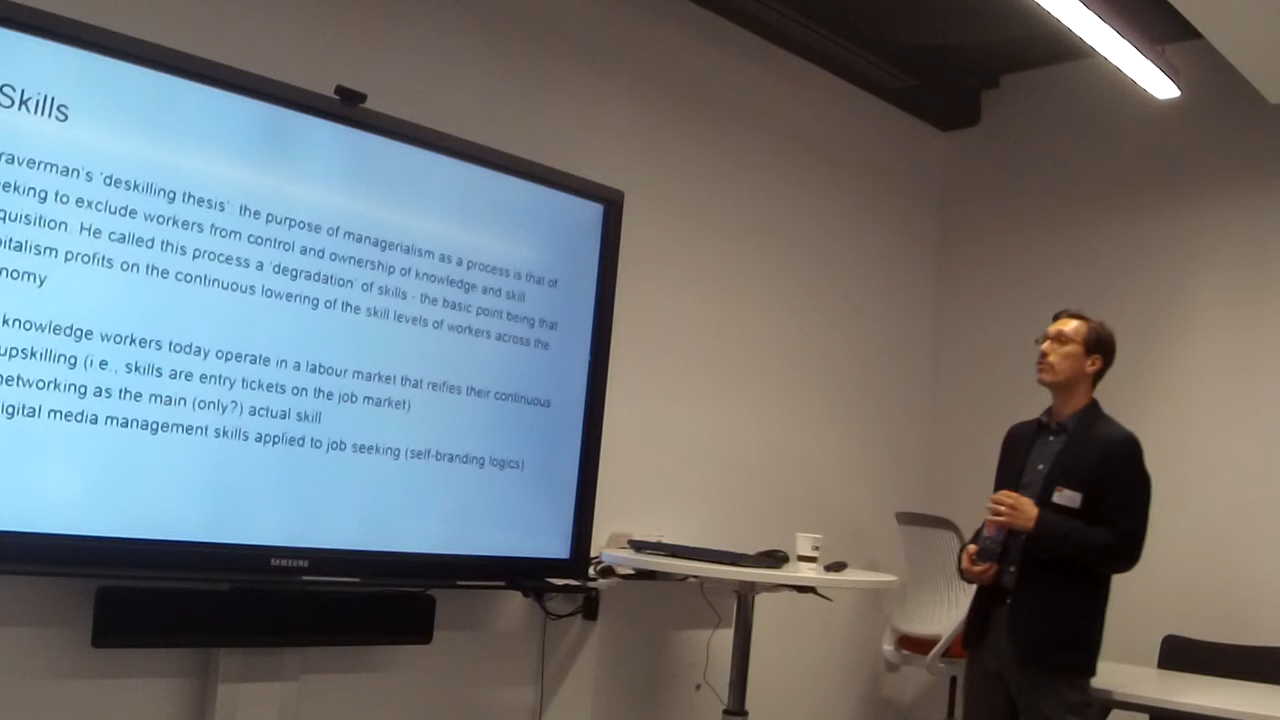 Skills
raverman's 'deskilling thesis': the purpose of managerialism as a process is that of
eking to exclude workers from control and ownership of knowledge and skill
quisition. He called this process a 'degradation' of skills - the basic point being that
pitalism profits on the continuous lowering of the skill levels of workers across the
nomy
knowledge workers today operate in a labour market that reifies their continuous
upskilling (i.e., skills are entry tickets on the job market)
networking as the main (only?) actual skill
igital media management skills applied to job seeking (self-branding logics)
SAMSUNG